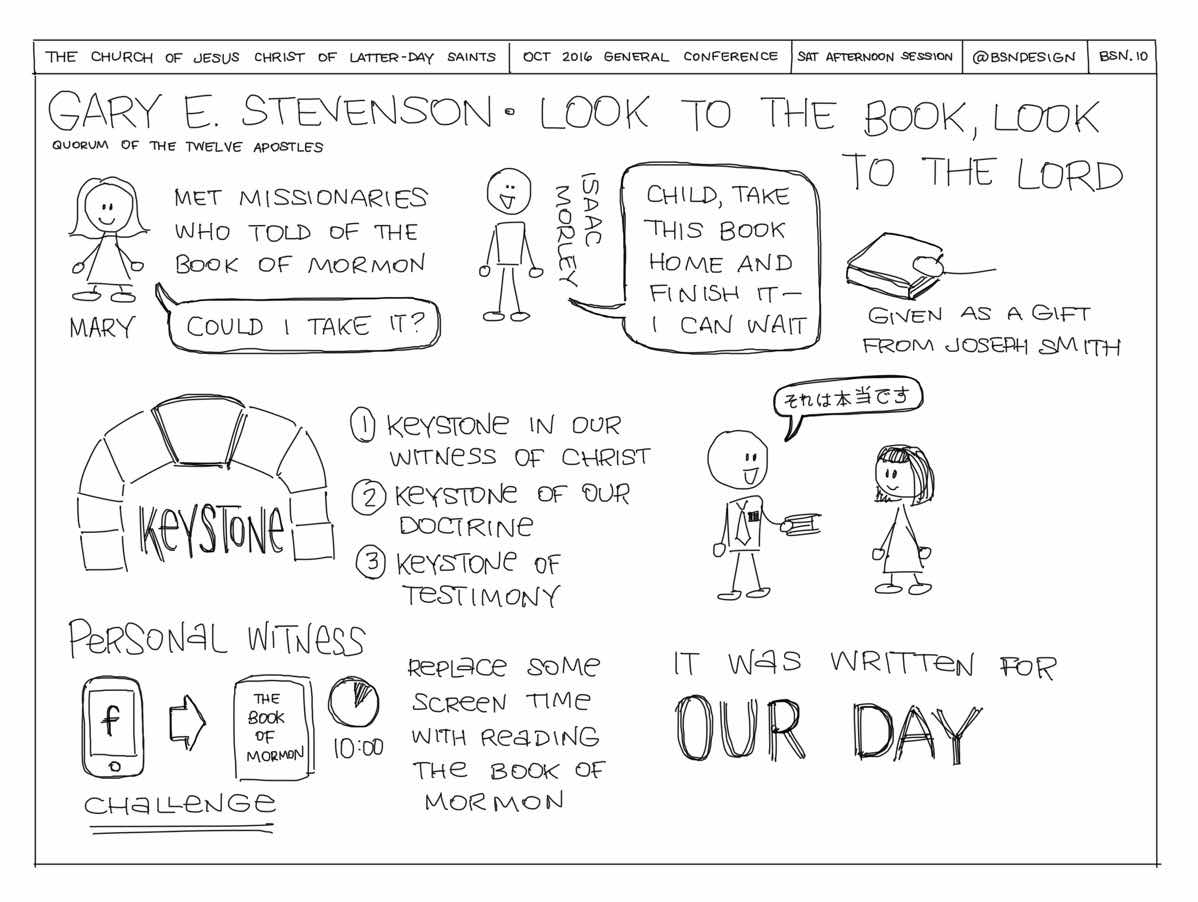 THE CHURCH OF JESUS CHRIST OF LATTER-DAY SAINTS
OCT 2016 GENERAL CONFERENCE
SAT AFTERNOON SESSION
@BSNDESIGN
BSN.10
GARY E. STEVENSON • LOOK TO THE BOOK, LOOK
TO THE LORD
QUORUM OF THE TWELVE APOSTLES
MET MISSIONARIES
WHO TOLD OF THE
BOOK OF MORMON
MARY
COULD I TAKE IT?
ISAAC
MORLEY
CHILD, TAKE
THIS BOOK
HOME AND
FINISH IT—
I CAN WAIT
GIVEN AS A GIFT
FROM JOSEPH SMITH
KEYSTONE
1 KEYSTONE IN OUR
WITNESS OF CHRIST
2 KEYSTONE OF OUR
DOCTRINE
3 KEYSTONE OF
TESTIMONY
それは本当です
PERSONAL WITNESS
f
THE
BOOK
OF
MORMON
10:00
CHALLENGE
REPLACE SOME
SCREEN TIME
WITH READING
THE BOOK OF
MORMON
IT WAS WRITTEN FOR
OUR DAY